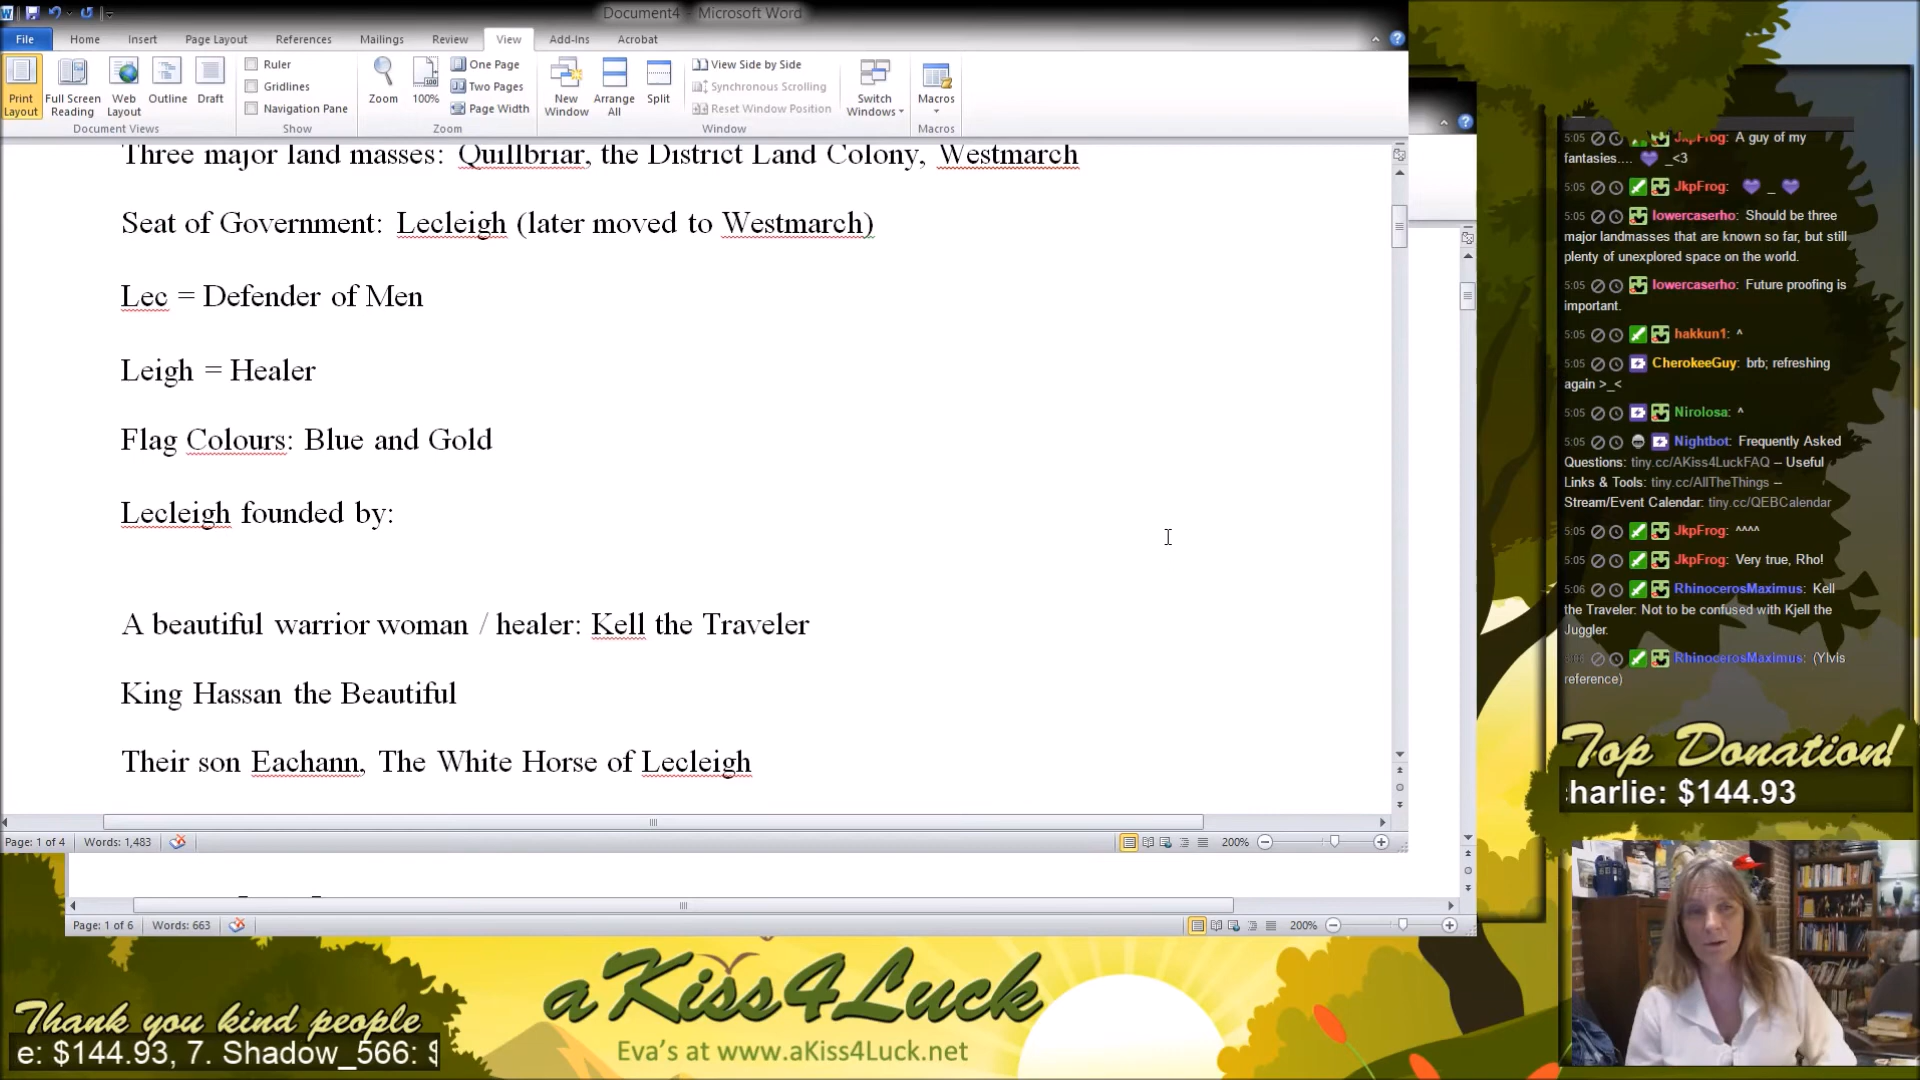 Document4 - Microsoft Word
File Home Insert Page Layout References Mailings Review View Add-Ins Acrobat
Print Layout
Full Screen Reading
Web Layout
Outline
Draft
Document Views
Ruler
Gridlines
Navigation Pane
Show
Zoom
100%
One Page
Two Pages
Page Width
Zoom
New Window
Arrange All
Split
View Side by Side
Synchronous Scrolling
Reset Window Position
Window
Switch Windows
Macros
Macros
Three major land masses: Quillbriar, the District Land Colony, Westmarch
Seat of Government: Lecleigh (later moved to Westmarch)
Lec = Defender of Men
Leigh = Healer
Flag Colours: Blue and Gold
Lecleigh founded by:
A beautiful warrior woman / healer: Kell the Traveler
King Hassan the Beautiful
Their son Eachann, The White Horse of Lecleigh
Page: 1 of 4 Words: 1,483 200%
Page: 1 of 6 Words: 663 200%
5:05 JkpFrog: A guy of my
fantasies.... _<3
5:05 JkpFrog: _
5:05 lowercaserho: Should be three
major landmasses that are known so far, but still
plenty of unexplored space on the world.
5:05 lowercaserho: Future proofing is
important.
5:05 hakkun1: ^
5:05 CherokeeGuy: brb; refreshing
again >_<
5:05 Nirolosa: ^
5:05 Nightbot: Frequently Asked
Questions: tiny.cc/AKiss4LuckFAQ -- Useful
Links & Tools: tiny.cc/AllTheThings --
Stream/Event Calendar: tiny.cc/QEBCalendar
5:05 JkpFrog: ^^^^
5:05 JkpFrog: Very true, Rho!
5:06 RhinocerosMaximus: Kell
the Traveler: Not to be confused with Kjell the
Juggler.
RhinocerosMaximus: (Ylvis
reference)
Top Donation!
harlie: $144.93
Thank you kind people
e: $144.93, 7. Shadow_566: $
aKiss4Luck
Eva's at www.aKiss4Luck.net